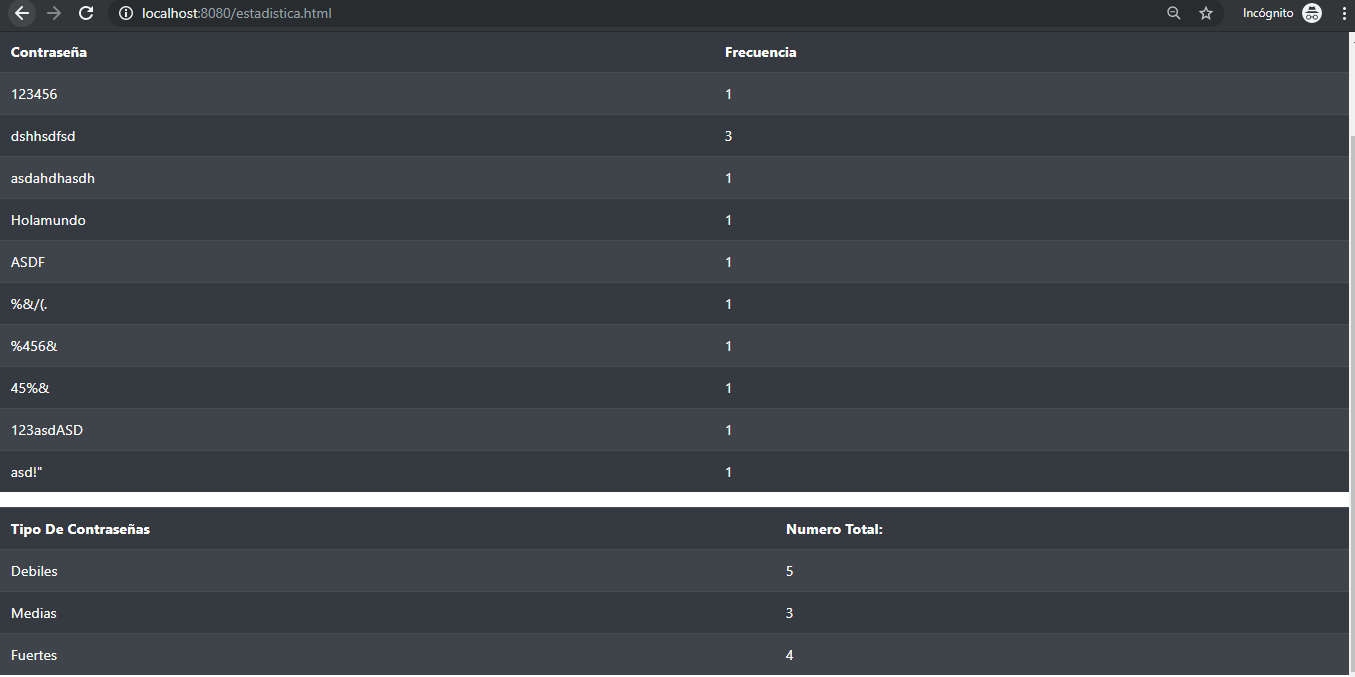 localhost:8080/estadistica.html Incógnito
Contraseña Frecuencia
123456 1
dshhsdfsd 3
asdahdhasdh 1
Holamundo 1
ASDF 1
%&/(. 1
%456& 1
45%& 1
123asdASD 1
asd!" 1
Tipo De Contraseñas Numero Total:
Debiles 5
Medias 3
Fuertes 4